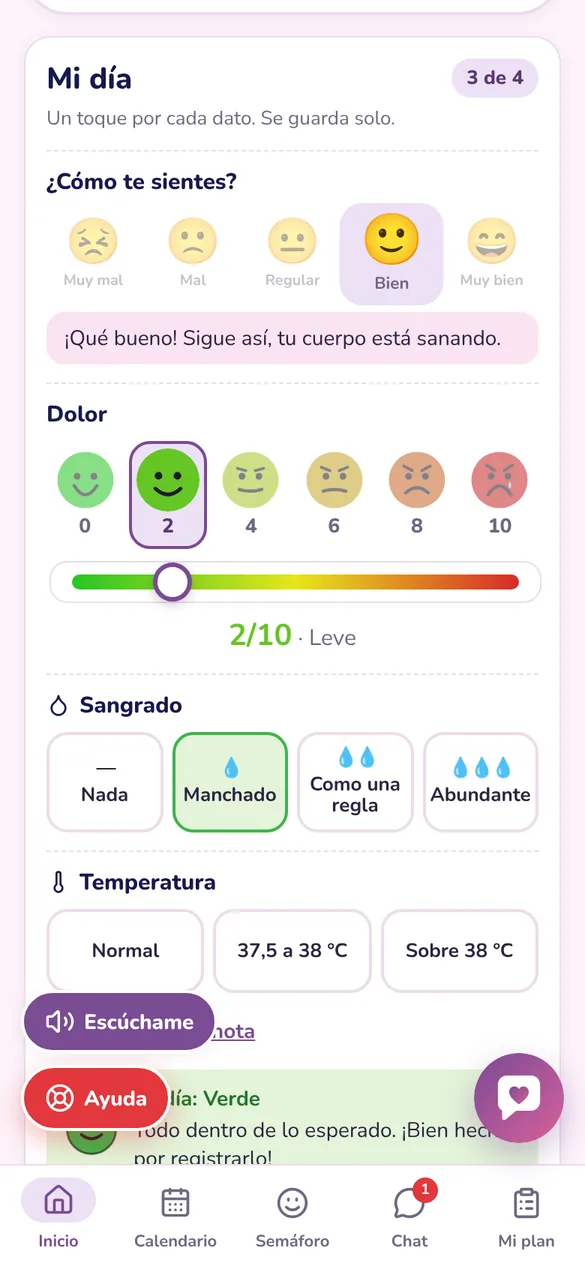 Mi día
3 de 4
Un toque por cada dato. Se guarda solo.
¿Cómo te sientes?
Muy mal
Mal
Regular
Bien
Muy bien
¡Qué bueno! Sigue así, tu cuerpo está sanando.
Dolor
0
2
4
6
8
10
2/10 · Leve
Sangrado
—
Nada
Manchado
Como una
regla
Abundante
Temperatura
Normal
37,5 a 38 °C
Sobre 38 °C
Escúchame
nota
Ayuda
día: Verde
Todo dentro de lo esperado. ¡Bien
por registrarlo!
1
Inicio
Calendario
Semáforo
Chat
Mi plan